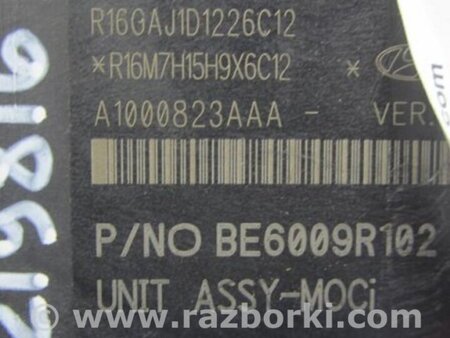 R16GAJ1D1226C12
*R16M7H15H9X6C12 *
A1000823AAA - VER.
P/NO BE6009R102
UNIT ASSY-MOCi
www.razborki.com